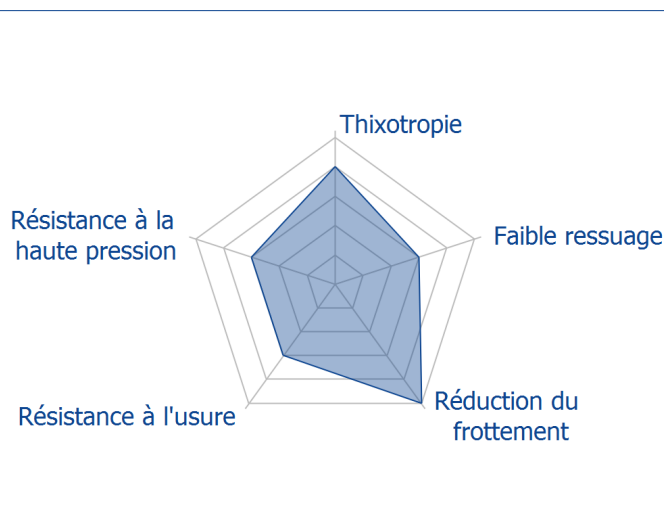 Thixotropie
Résistance à la
haute pression
Faible ressuage
Résistance à l'usure
Réduction du
frottement